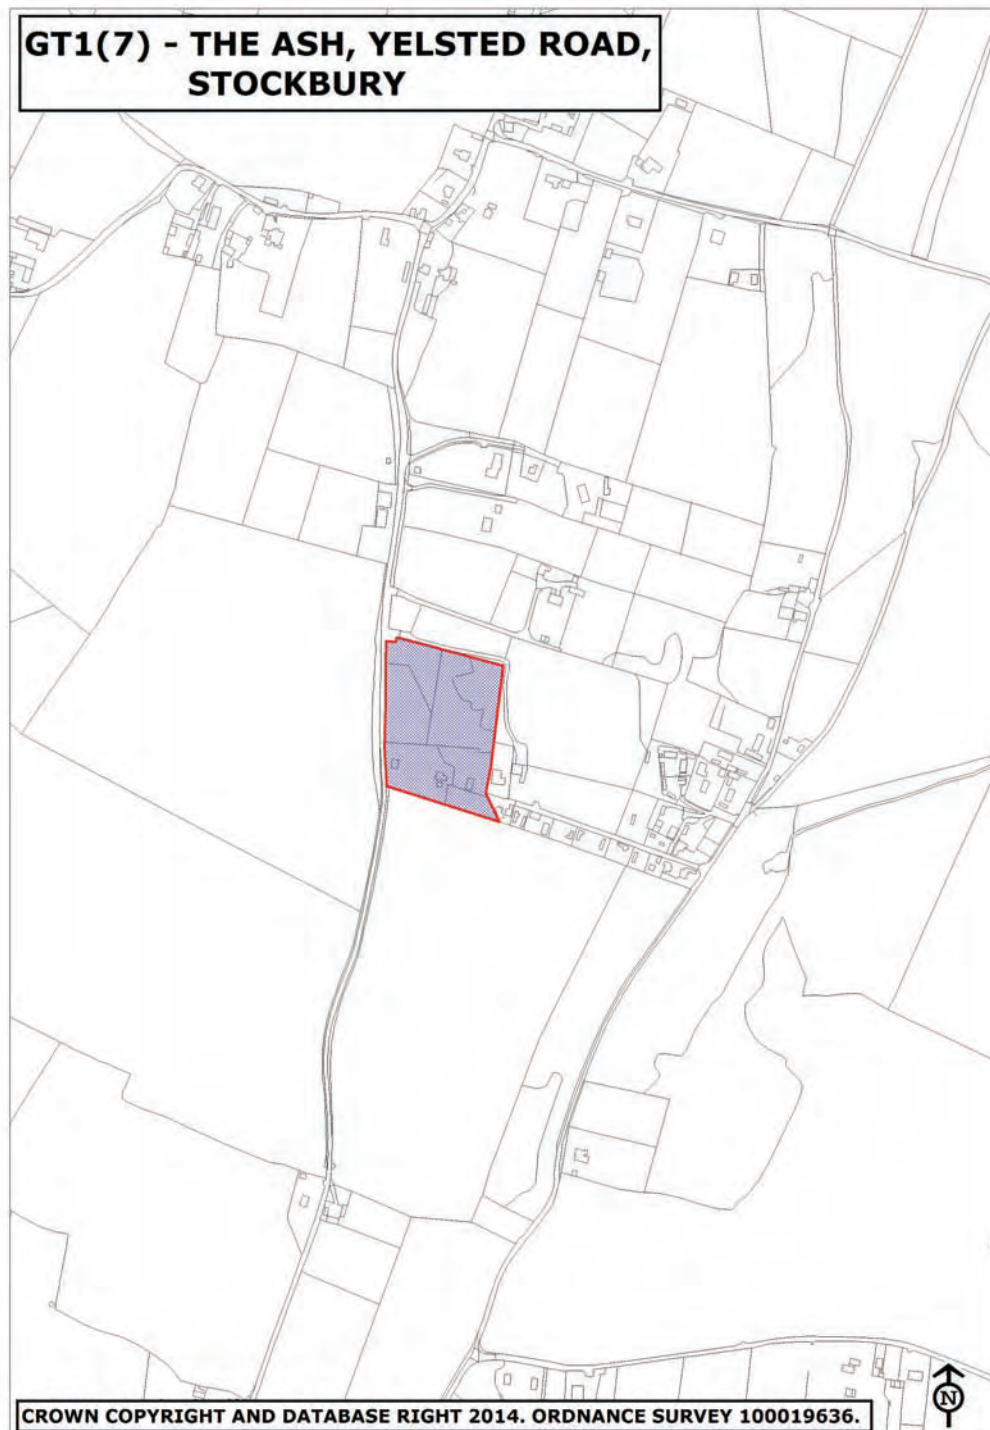 GT1(7) - THE ASH, YELSTED ROAD,
STOCKBURY
N
CROWN COPYRIGHT AND DATABASE RIGHT 2014. ORDNANCE SURVEY 100019636.